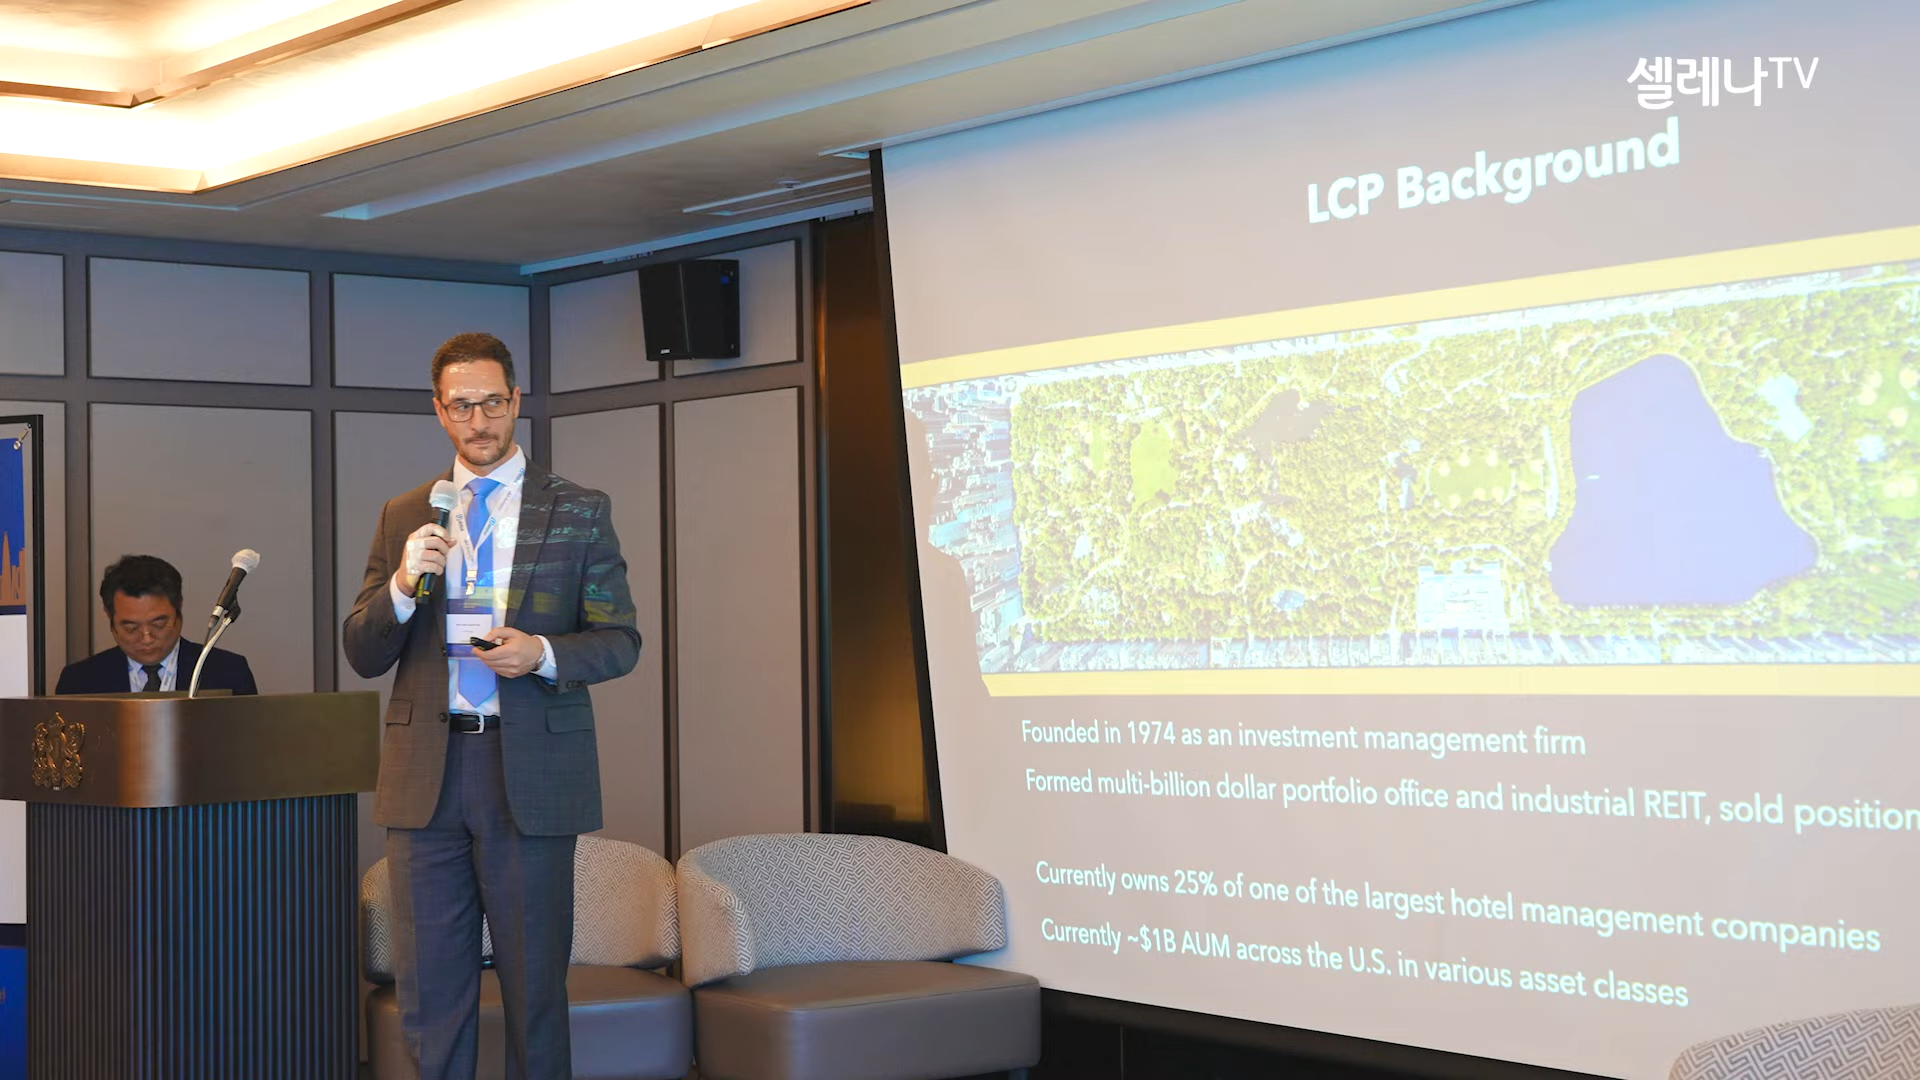 셀레나TV
LCP Background
Founded in 1974 as an investment management firm
Formed multi-billion dollar portfolio office and industrial REIT, sold position
Currently owns 25% of one of the largest hotel management companies
Currently ~$1B AUM across the U.S. in various asset classes